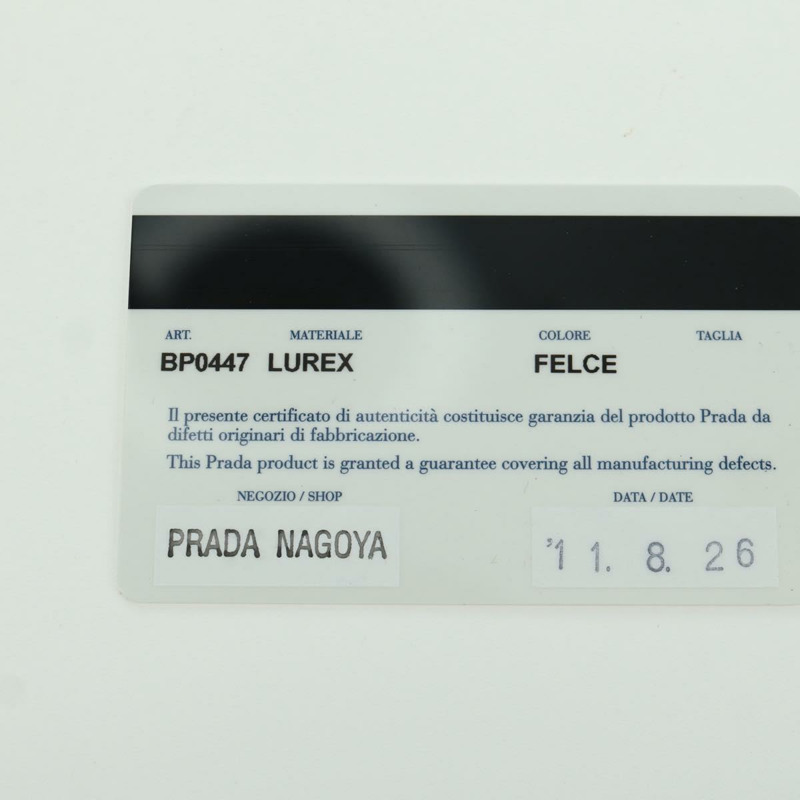 ART. MATERIALE COLORE TAGLIA
BP0447 LUREX FELCE
Il presente certificato di autenticità costituisce garanzia del prodotto Prada da
difetti originari di fabbricazione.
This Prada product is granted a guarantee covering all manufacturing defects.
NEGOZIO / SHOP DATA / DATE
PRADA NAGOYA '11. 8. 26